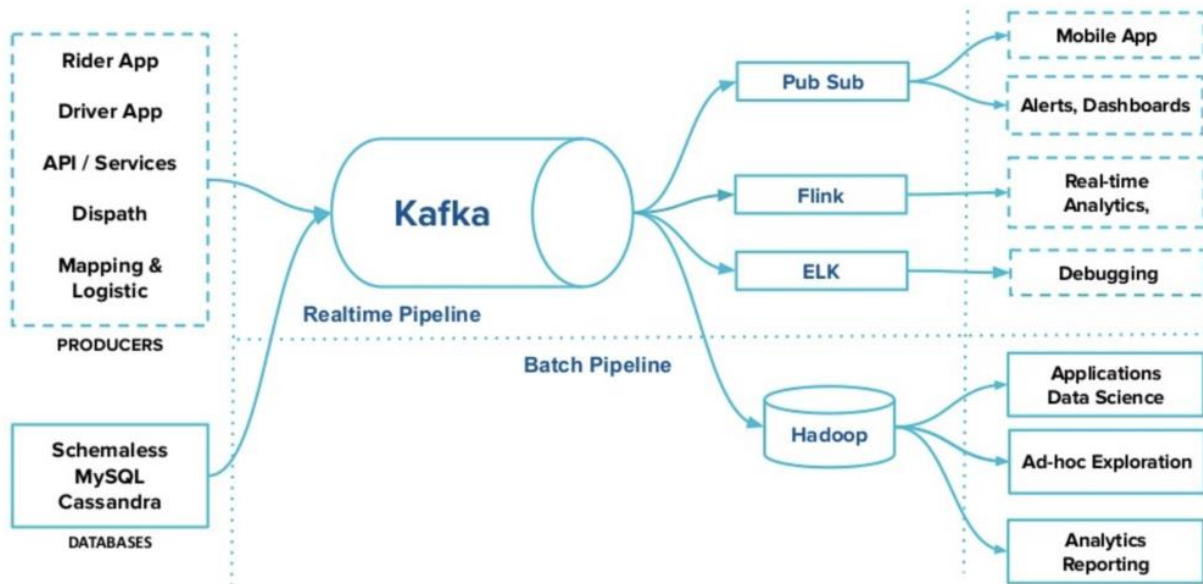 Rider App
Driver App
API / Services
Dispath
Mapping &
Logistic
PRODUCERS
Schemaless
MySQL
Cassandra
DATABASES
Kafka
Realtime Pipeline
Batch Pipeline
Pub Sub
Flink
ELK
Hadoop
Mobile App
Alerts, Dashboards
Real-time
Analytics,
Debugging
Applications
Data Science
Ad-hoc Exploration
Analytics
Reporting